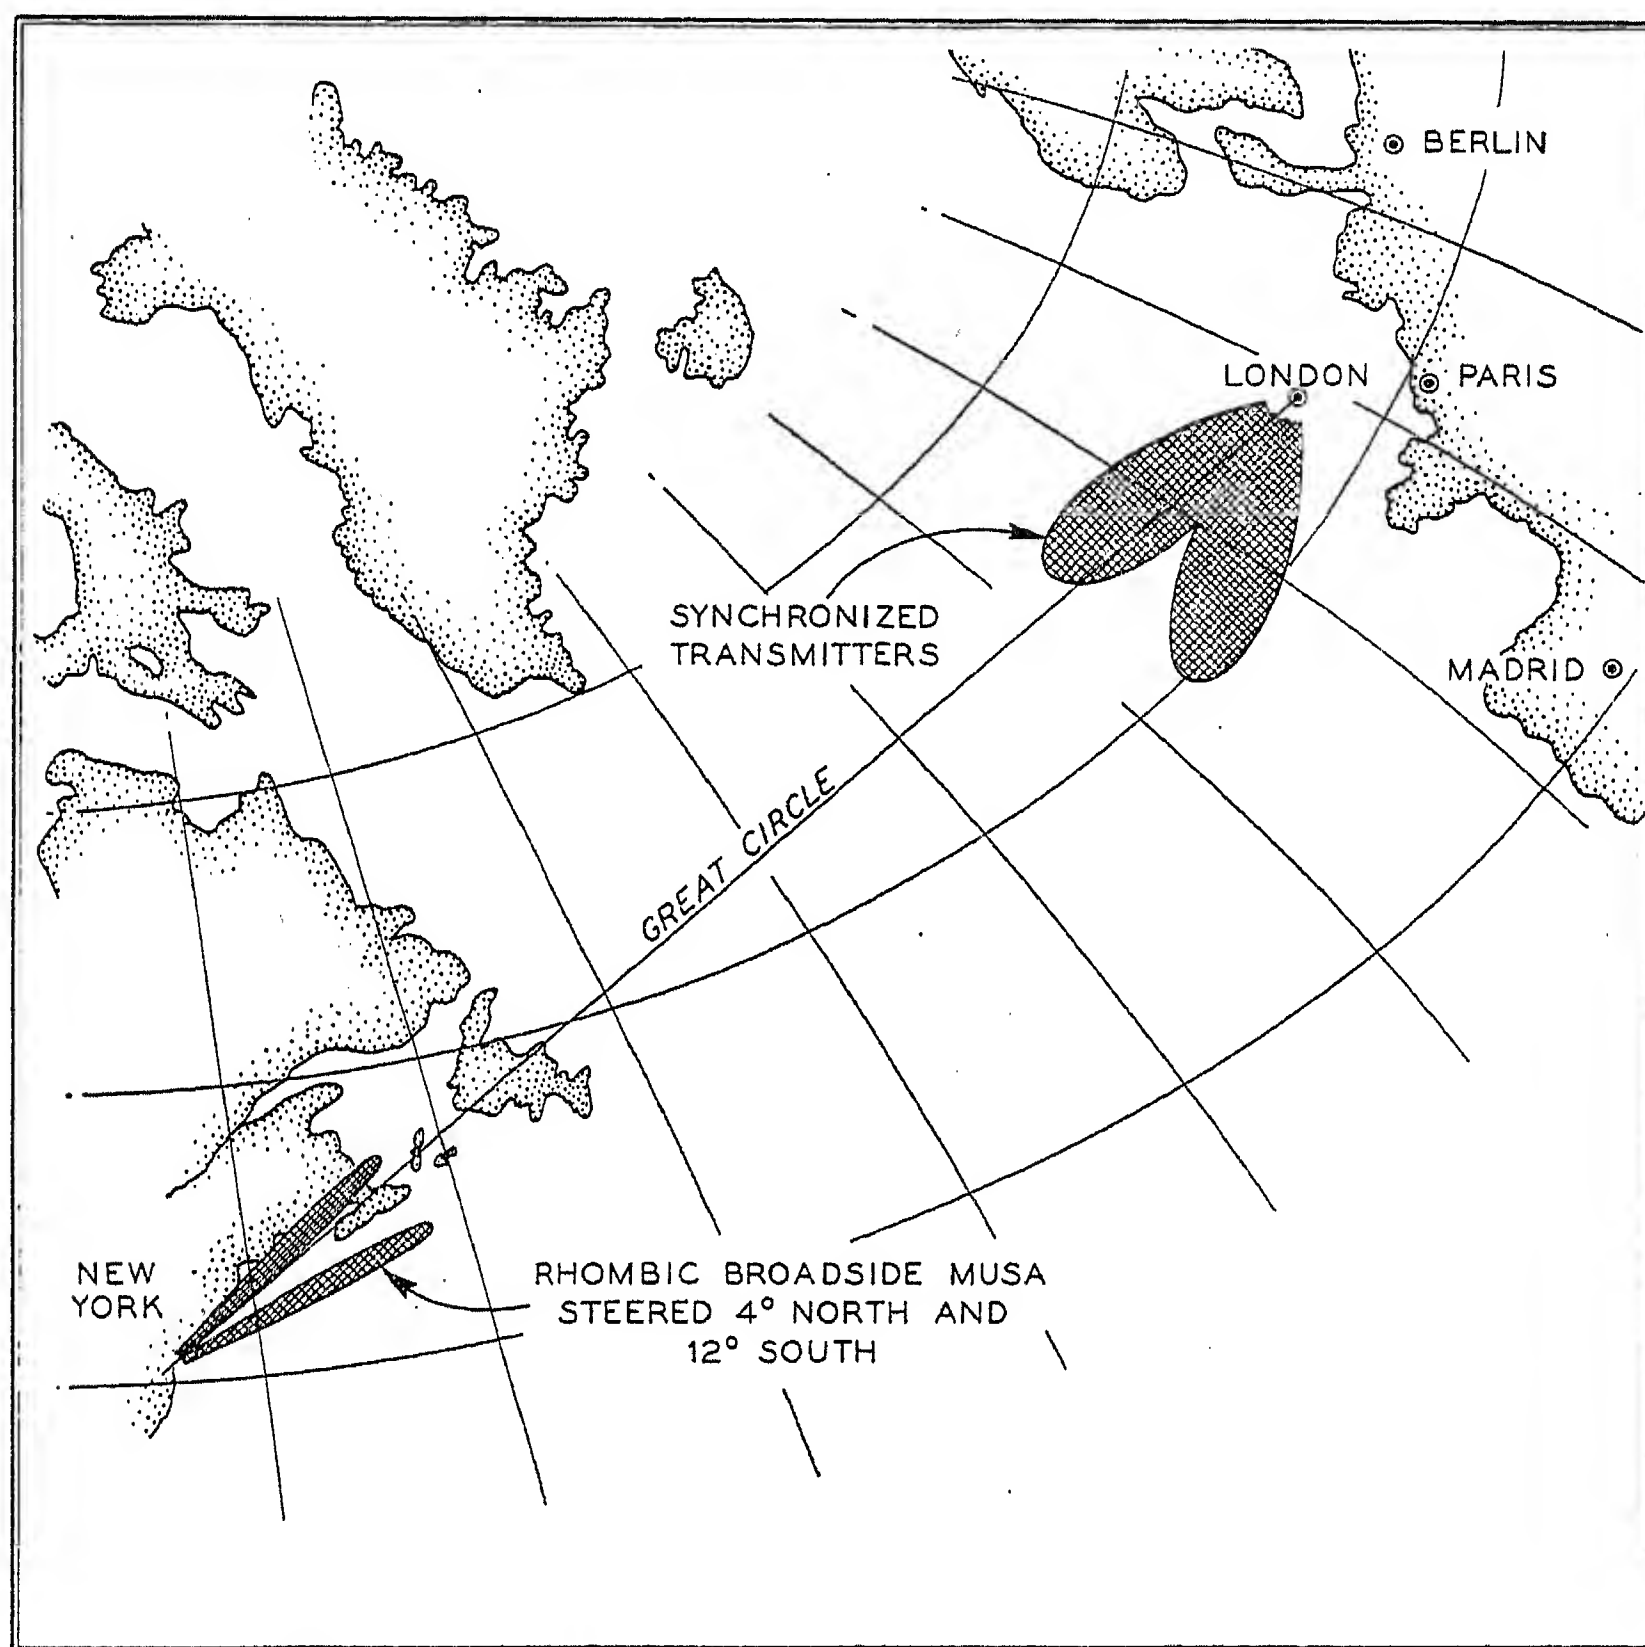 BERLIN
LONDON
PARIS
SYNCHRONIZED
TRANSMITTERS
MADRID
GREAT CIRCLE
NEW
YORK
RHOMBIC BROADSIDE MUSA
STEERED 4° NORTH AND
12° SOUTH